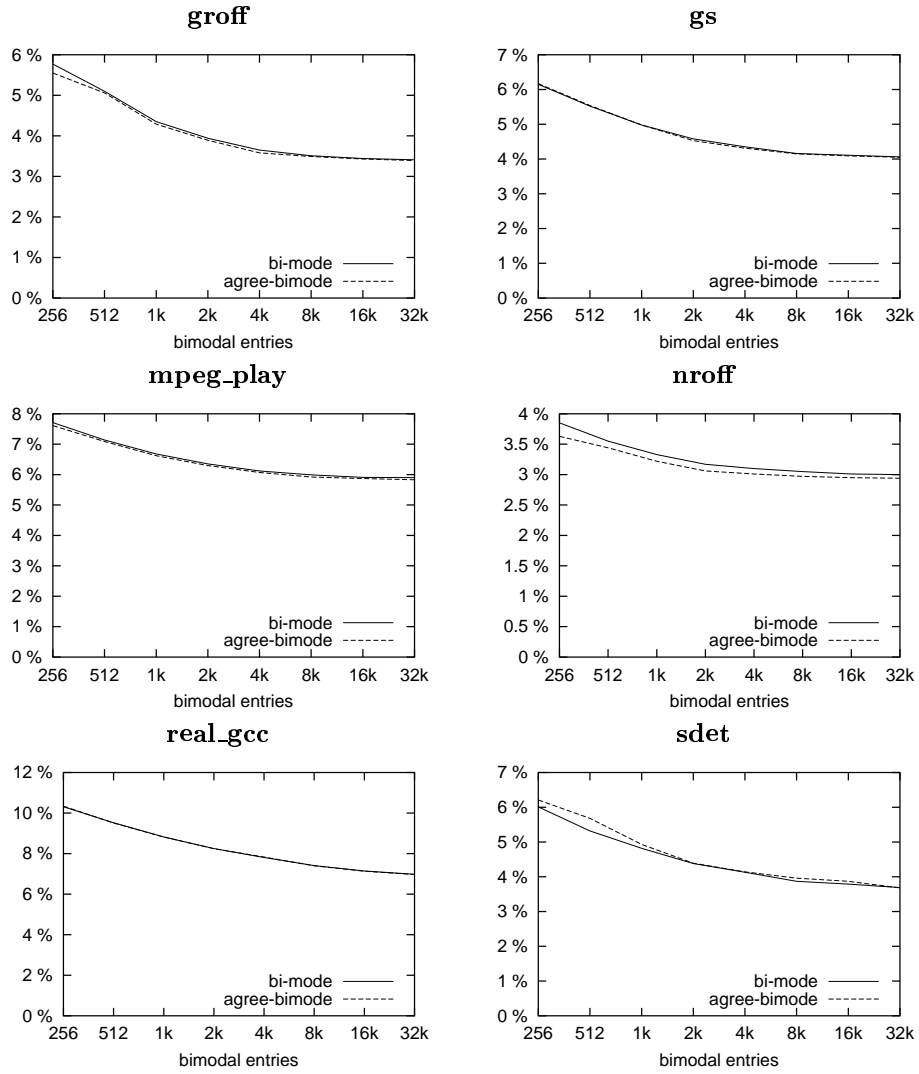 groff
6 %
5 %
4 %
3 %
2 %
1 %
0 %
bi-mode
agree-bimode
256 512 1k 2k 4k 8k 16k 32k
bimodal entries
gs
7 %
6 %
5 %
4 %
3 %
2 %
1 %
0 %
bi-mode
agree-bimode
256 512 1k 2k 4k 8k 16k 32k
bimodal entries
mpeg_play
8 %
7 %
6 %
5 %
4 %
3 %
2 %
1 %
0 %
bi-mode
agree-bimode
256 512 1k 2k 4k 8k 16k 32k
bimodal entries
nroff
4 %
3.5 %
3 %
2.5 %
2 %
1.5 %
1 %
0.5 %
0 %
bi-mode
agree-bimode
256 512 1k 2k 4k 8k 16k 32k
bimodal entries
real_gcc
12 %
10 %
8 %
6 %
4 %
2 %
0 %
bi-mode
agree-bimode
256 512 1k 2k 4k 8k 16k 32k
bimodal entries
sdet
7 %
6 %
5 %
4 %
3 %
2 %
1 %
0 %
bi-mode
agree-bimode
256 512 1k 2k 4k 8k 16k 32k
bimodal entries